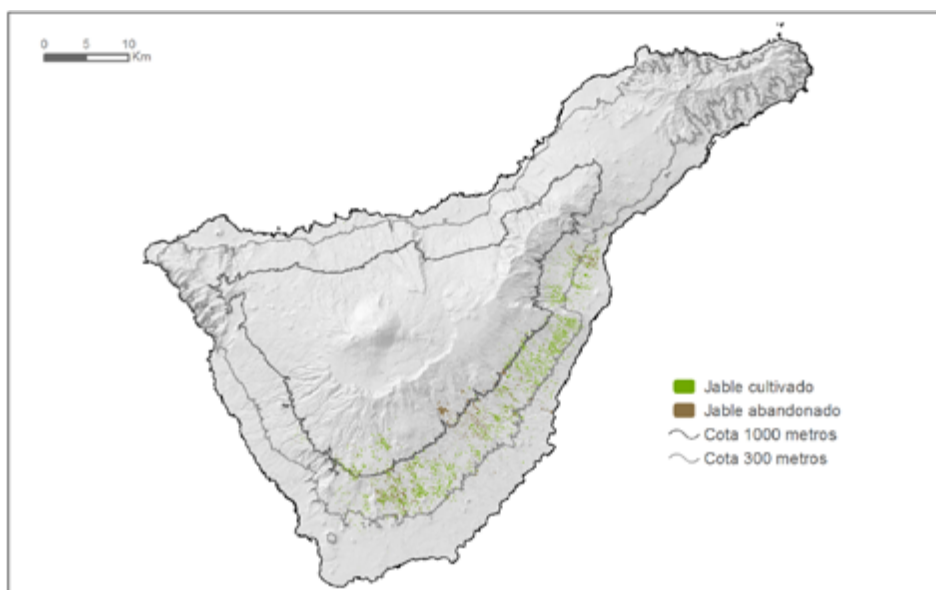 0 5 10
Km
Jable cultivado
Jable abandonado
Cota 1000 metros
Cota 300 metros